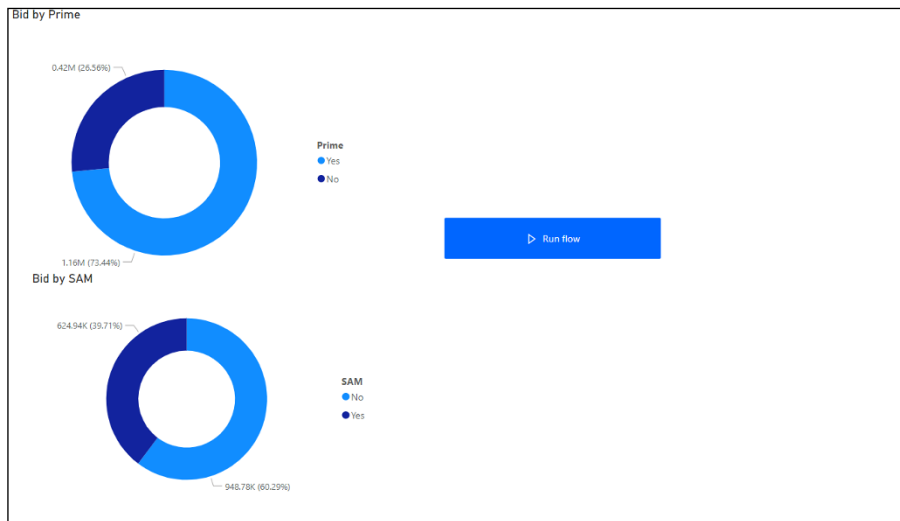 Bid by Prime
0.42M (26.56%)
Prime
Yes
No
Run flow
1.16M (73.44%)
Bid by SAM
624.94K (39.71%)
SAM
No
Yes
948.78K (60.29%)